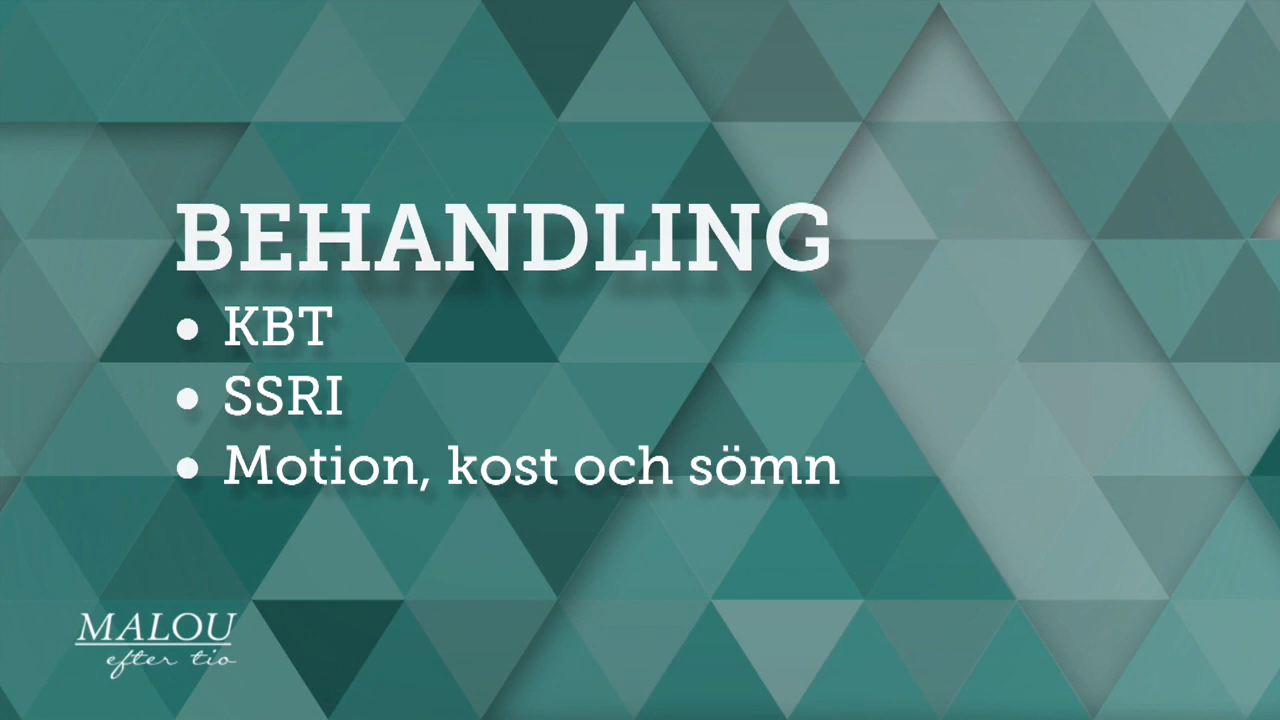 BEHANDLING
• KBT
• SSRI
• Motion, kost och sömn
MALOU
efter tio